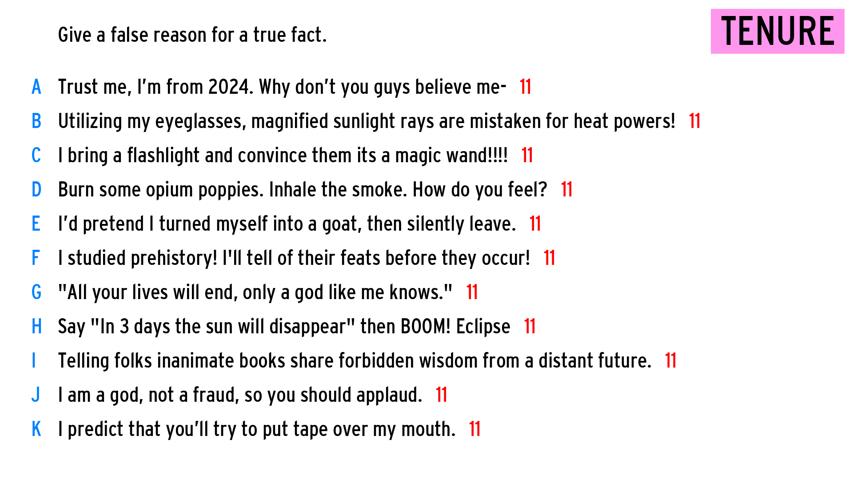 Give a false reason for a true fact.
TENURE
A Trust me, I'm from 2024. Why don't you guys believe me- 11
B Utilizing my eyeglasses, magnified sunlight rays are mistaken for heat powers! 11
C I bring a flashlight and convince them its a magic wand!!!! 11
D Burn some opium poppies. Inhale the smoke. How do you feel? 11
E I'd pretend I turned myself into a goat, then silently leave. 11
F I studied prehistory! I'll tell of their feats before they occur! 11
G "All your lives will end, only a god like me knows." 11
H Say "In 3 days the sun will disappear" then BOOM! Eclipse 11
I Telling folks inanimate books share forbidden wisdom from a distant future. 11
J I am a god, not a fraud, so you should applaud. 11
K I predict that you'll try to put tape over my mouth. 11